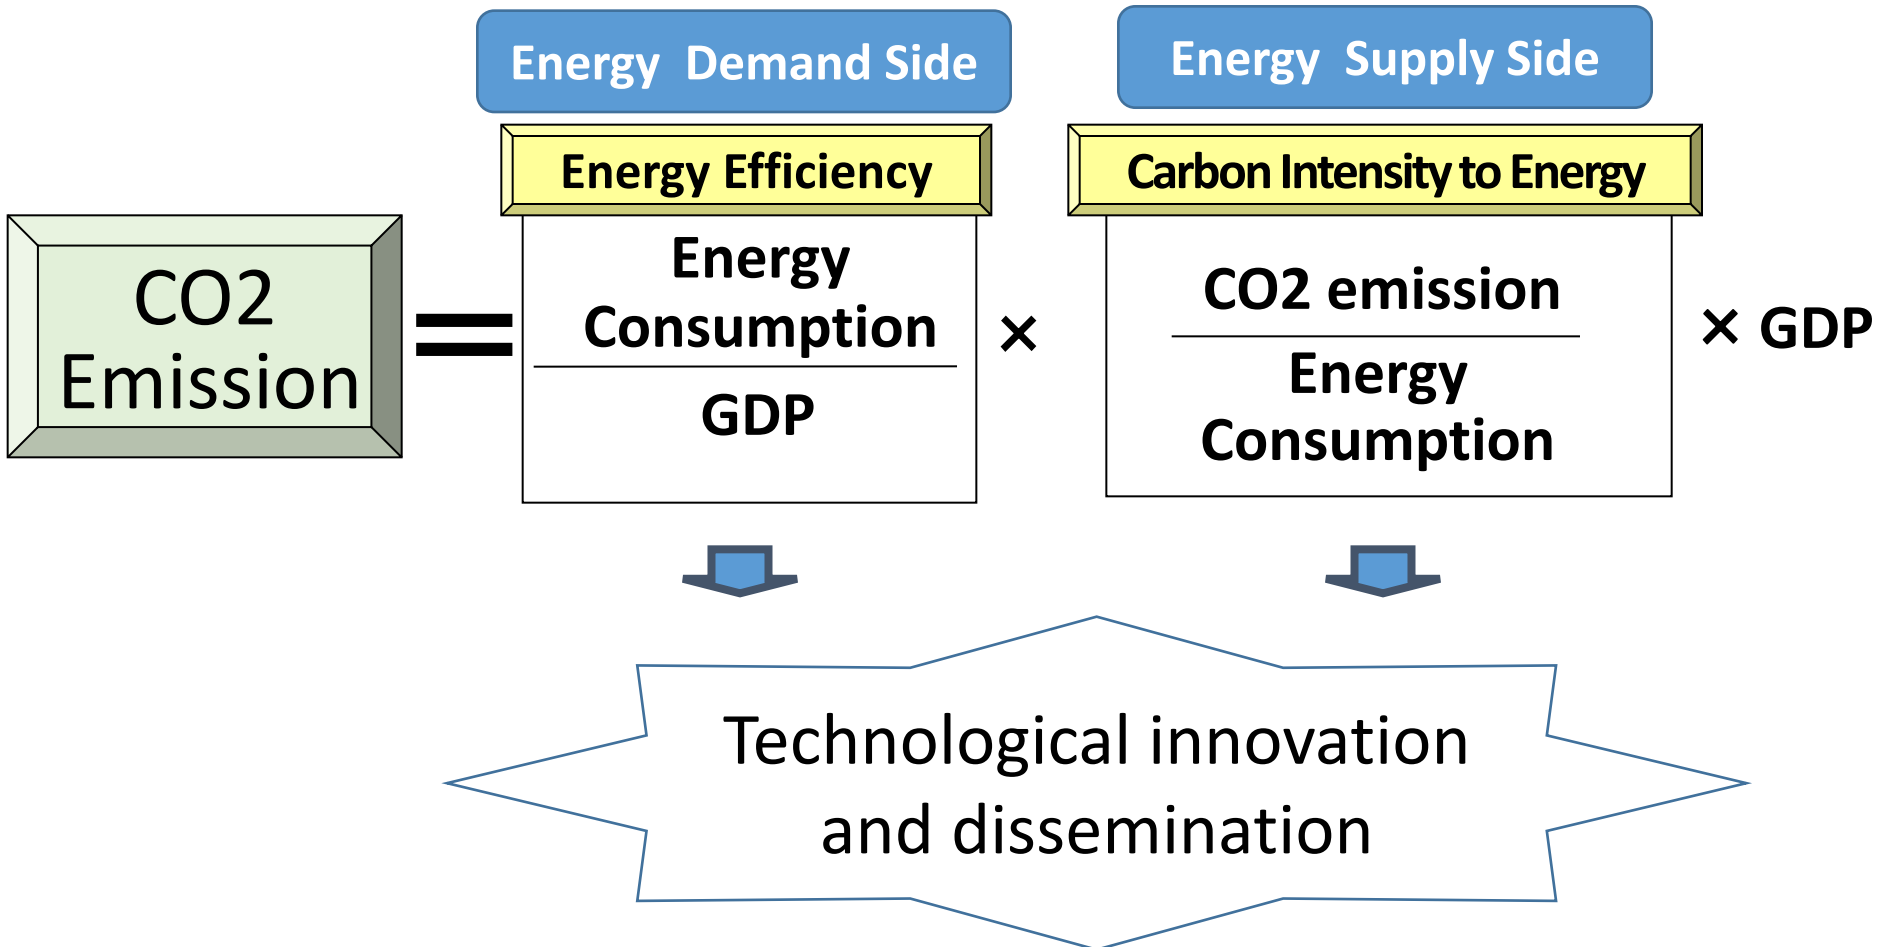 Energy Demand Side
Energy Supply Side
Energy Efficiency
Carbon Intensity to Energy
CO2
Emission
=
Energy
Consumption
GDP
×
CO2 emission
Energy
Consumption
× GDP
Technological innovation
and dissemination